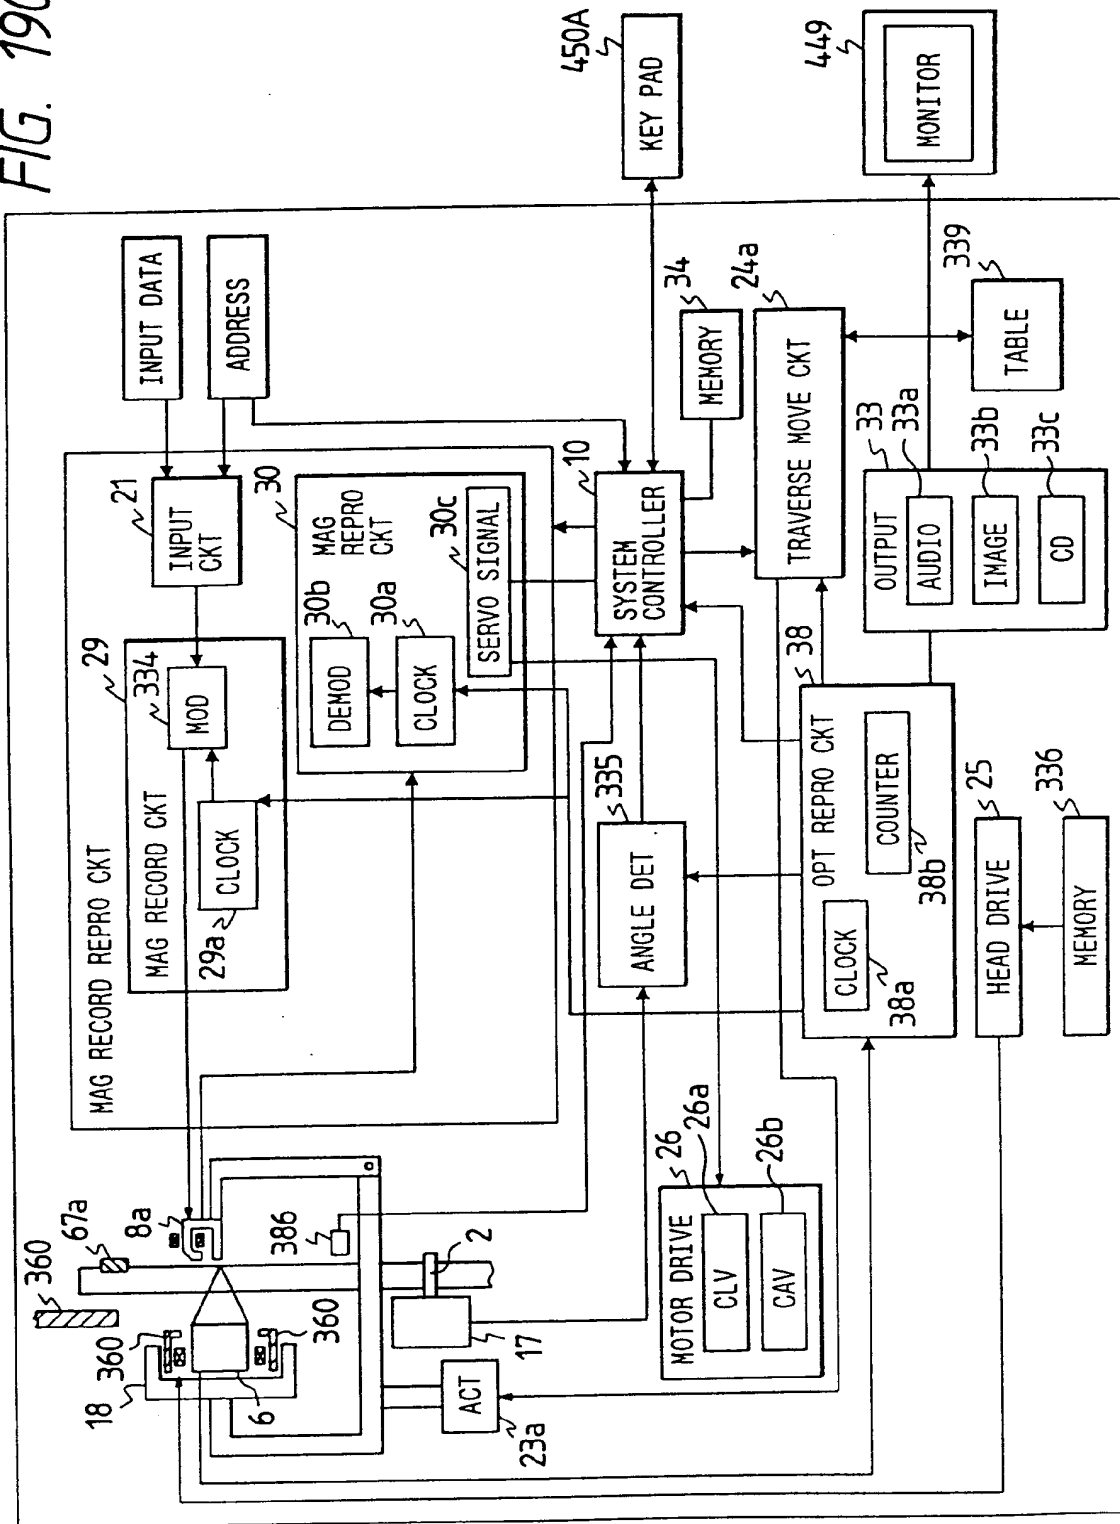 FIG. 190
MAG RECORD REPRO CKT
MAG RECORD CKT
29
334
MOD
CLOCK
29a
21
INPUT
CKT
INPUT DATA
ADDRESS
30
MAG
REPRO
CKT
30b
DEMOD
30a
CLOCK
30c
SERVO SIGNAL
360
67a
8a
18
360
360
6
386
2
17
ACT
23a
335
ANGLE DET
10
SYSTEM
CONTROLLER
34
MEMORY
450A
KEY PAD
24a
TRAVERSE MOVE CKT
339
TABLE
449
MONITOR
26
MOTOR DRIVE
26a
CLV
26b
CAV
38
OPT REPRO CKT
CLOCK
38a
COUNTER
38b
33
OUTPUT
33a
AUDIO
33b
IMAGE
33c
CD
25
HEAD DRIVE
336
MEMORY